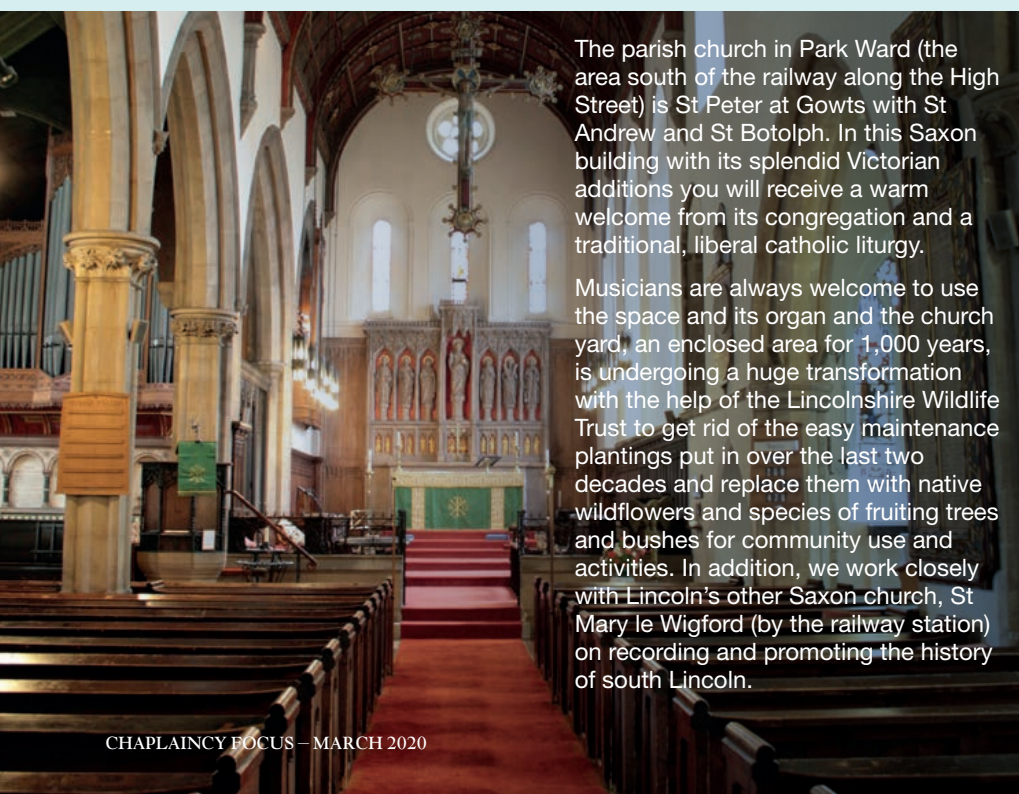 The parish church in Park Ward (the
area south of the railway along the High
Street) is St Peter at Gowts with St
Andrew and St Botolph. In this Saxon
building with its splendid Victorian
additions you will receive a warm
welcome from its congregation and a
traditional, liberal catholic liturgy.
Musicians are always welcome to use
the space and its organ and the church
yard, an enclosed area for 1,000 years,
is undergoing a huge transformation
with the help of the Lincolnshire Wildlife
Trust to get rid of the easy maintenance
plantings put in over the last two
decades and replace them with native
wildflowers and species of fruiting trees
and bushes for community use and
activities. In addition, we work closely
with Lincoln's other Saxon church, St
Mary le Wigford (by the railway station)
on recording and promoting the history
of south Lincoln.
CHAPLAINCY FOCUS – MARCH 2020